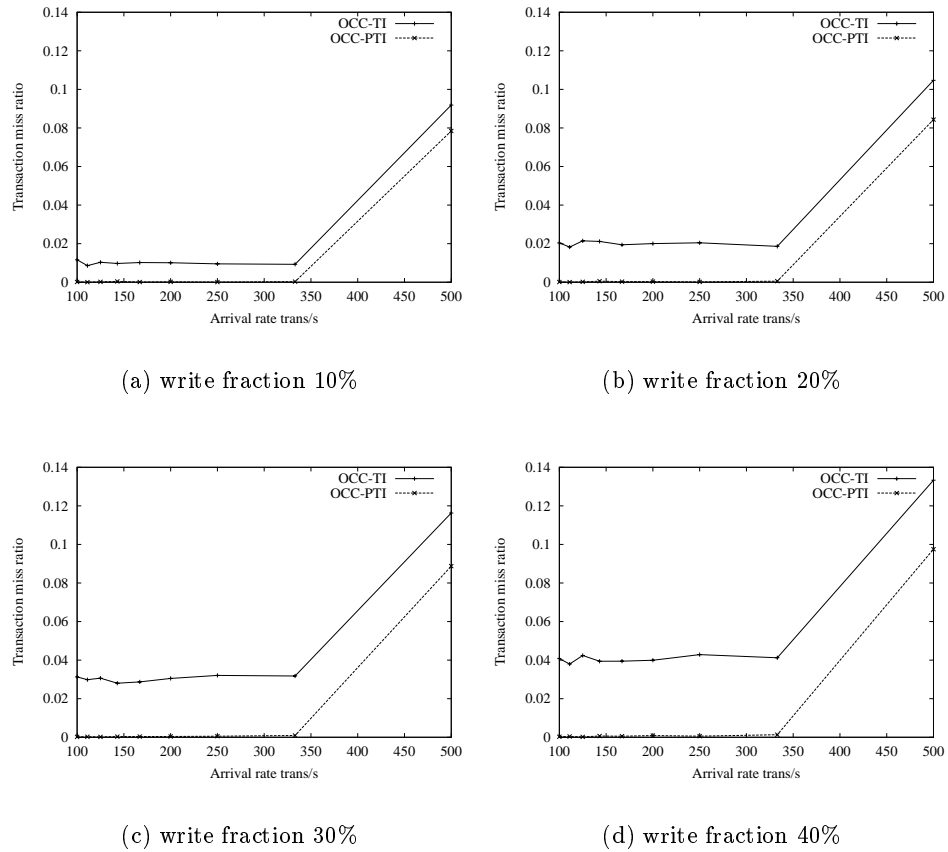 0.14
0.12
0.1
0.08
0.06
0.04
0.02
0
100 150 200 250 300 350 400 450 500
Transaction miss ratio
Arrival rate trans/s
OCC-TI
OCC-PTI
(a) write fraction 10%
0.14
0.12
0.1
0.08
0.06
0.04
0.02
0
100 150 200 250 300 350 400 450 500
Transaction miss ratio
Arrival rate trans/s
OCC-TI
OCC-PTI
(b) write fraction 20%
0.14
0.12
0.1
0.08
0.06
0.04
0.02
0
100 150 200 250 300 350 400 450 500
Transaction miss ratio
Arrival rate trans/s
OCC-TI
OCC-PTI
(c) write fraction 30%
0.14
0.12
0.1
0.08
0.06
0.04
0.02
0
100 150 200 250 300 350 400 450 500
Transaction miss ratio
Arrival rate trans/s
OCC-TI
OCC-PTI
(d) write fraction 40%